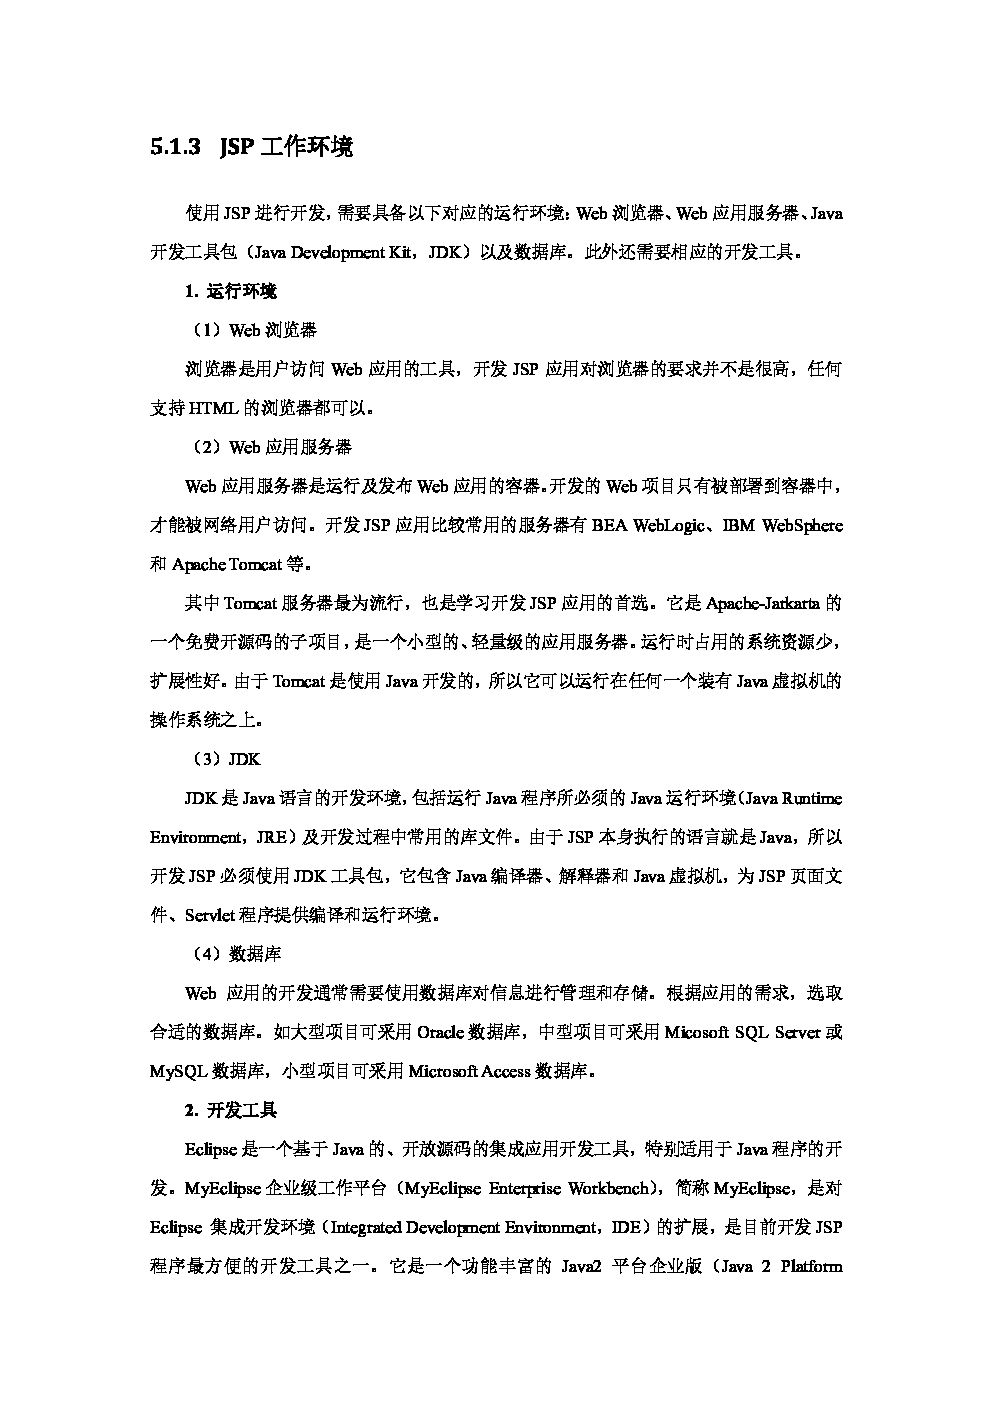 5.1.3 JSP 工作环境
使用 JSP 进行开发，需要具备以下对应的运行环境：Web 浏览器、Web 应用服务器、Java
开发工具包（Java Development Kit，JDK）以及数据库。此外还需要相应的开发工具。
1. 运行环境
（1）Web 浏览器
浏览器是用户访问 Web 应用的工具，开发 JSP 应用对浏览器的要求并不是很高，任何
支持 HTML 的浏览器都可以。
（2）Web 应用服务器
Web 应用服务器是运行及发布 Web 应用的容器。开发的 Web 项目只有被部署到容器中，
才能被网络用户访问。开发 JSP 应用比较常用的服务器有 BEA WebLogic、IBM WebSphere
和 Apache Tomcat 等。
其中 Tomcat 服务器最为流行，也是学习开发 JSP 应用的首选。它是 Apache-Jarkarta 的
一个免费开源码的子项目，是一个小型的、轻量级的应用服务器。运行时占用的系统资源少，
扩展性好。由于 Tomcat 是使用 Java 开发的，所以它可以运行在任何一个装有 Java 虚拟机的
操作系统之上。
（3）JDK
JDK 是 Java 语言的开发环境，包括运行 Java 程序所必须的 Java 运行环境（Java Runtime
Environment，JRE）及开发过程中常用的库文件。由于 JSP 本身执行的语言就是 Java，所以
开发 JSP 必须使用 JDK 工具包，它包含 Java 编译器、解释器和 Java 虚拟机，为 JSP 页面文
件、Servlet 程序提供编译和运行环境。
（4）数据库
Web 应用的开发通常需要使用数据库对信息进行管理和存储。根据应用的需求，选取
合适的数据库。如大型项目可采用 Oracle 数据库，中型项目可采用 Micosoft SQL Server 或
MySQL 数据库，小型项目可采用 Microsoft Access 数据库。
2. 开发工具
Eclipse 是一个基于 Java 的、开放源码的集成应用开发工具，特别适用于 Java 程序的开
发。MyEclipse 企业级工作平台（MyEclipse Enterprise Workbench），简称 MyEclipse，是对
Eclipse 集成开发环境（Integrated Development Environment，IDE）的扩展，是目前开发 JSP
程序最方便的开发工具之一。它是一个功能丰富的 Java2 平台企业版（Java 2 Platform